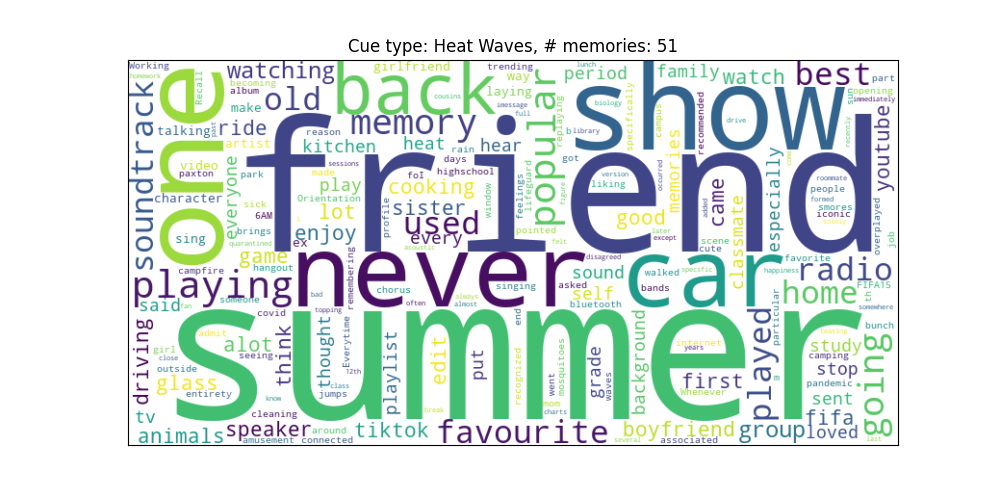 Cue type: Heat Waves, # memories: 51
Working
homework
becoming
album
make
talking
past
Recall
watching
old
ride
artist
girlfriend
back
cousins
trending
way
laying
imessage
full
lunch
period
biology
library
specifically
family
watch
campus
drive
recommended
best
part
opening
immediately
sun
recently
soundtrack
one
video
paxton
character
sing
everyone
park
sick
6AM
brings
quarantined
memory
reason
kitchen
heat
rain
hear
days
sessions
highschool
made
Orientation
foI
play
lot
enjoy
profile
cooking
sister
used
every
window
feelings
lifeguard
popular
replaying
figure
got
version
liking
pointed
felt
occurred
memories
good
later
except
show
friend
added
came
scene
cute
classmate
especially
come
roommate
people
formed
smores
iconic
solely
overplayed
youtube
job
campfire
hangout
game
ex
remembering
acoustic
never
chorus
singing
asked
sound
disagreed
walked
specific
bands
car
favorite
happiness
radio
FIFA15
playing
said
fan
someone
covid
bad
topping
often
always
almost
bluetooth
self
home
th
somewhere
driving
girl
admit
close
seeing
outside
alot
glass
entirety
think
thought
jumps
Everytime
12th
class
know
playlist
edit
break
put
end
recognized
went
mom
charts
mosquitoes
grade
waves
background
internet
years
Whenever
first
played
m
particular
looking
bunch
study
camping
stop
pandemic
sent
going
last
summer
tv
animals
cleaning
speaker
amusement
connected
around
tiktok
favourite
several
boyfriend
associated
group
fifa
loved